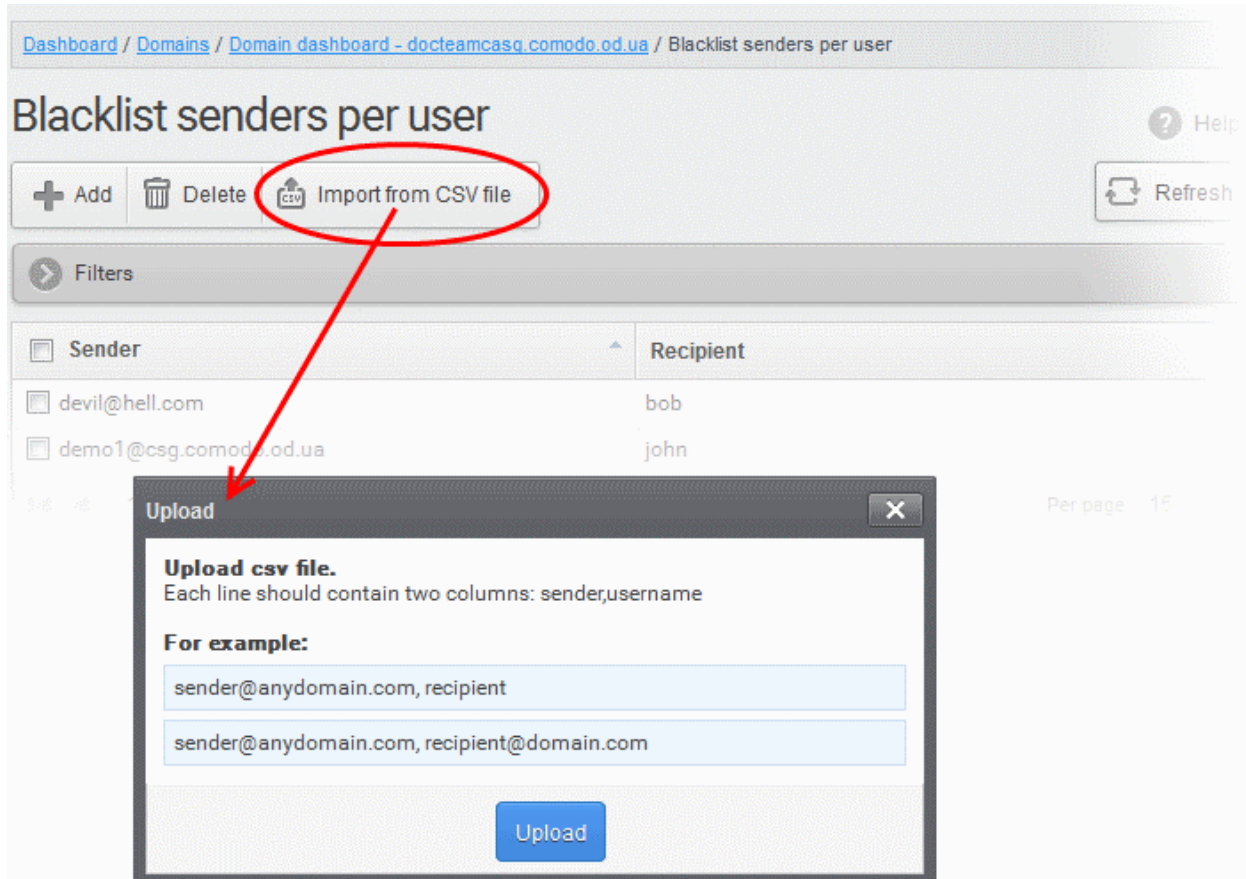 Dashboard / Domains / Domain dashboard - docteamcasg.comodo.od.ua / Blacklist senders per user
Blacklist senders per user
Help
Add Delete Import from CSV file
Refresh
Filters
Sender Recipient
devil@hell.com bob
demo1@csg.comodo.od.ua john
Per page 15
Upload
Upload csv file.
Each line should contain two columns: sender,username
For example:
sender@anydomain.com, recipient
sender@anydomain.com, recipient@domain.com
Upload